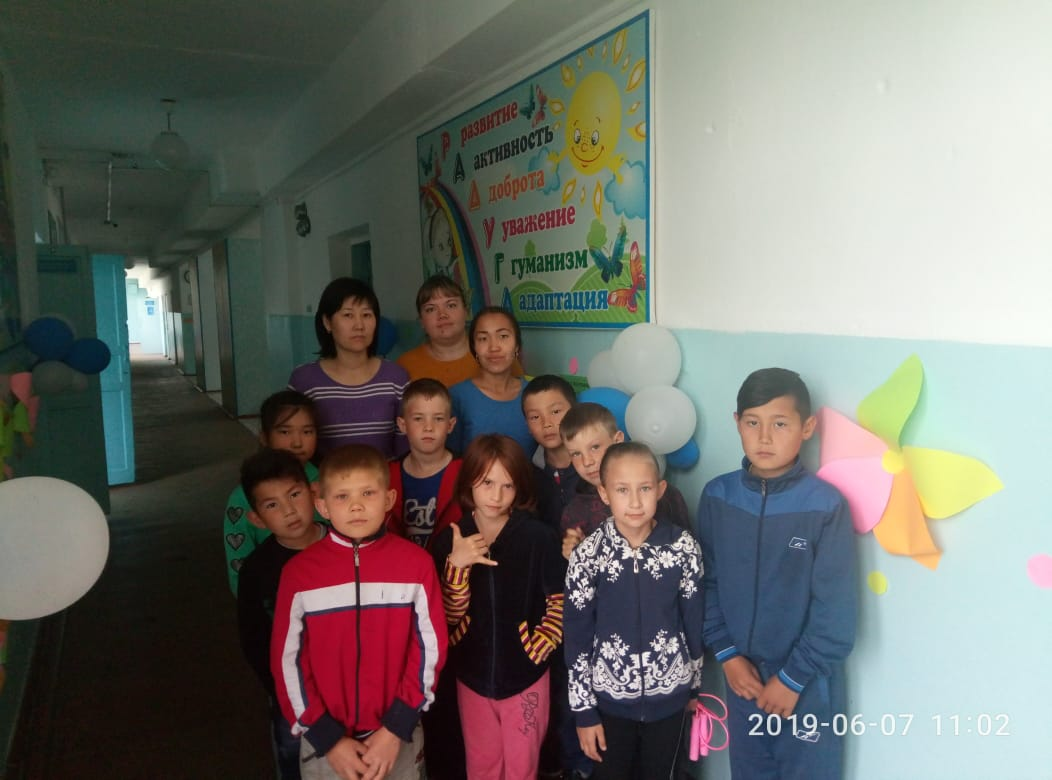 Р развитие
А активность
Д доброта
У уважение
Г гуманизм
А адаптация
2019-06-07 11:02